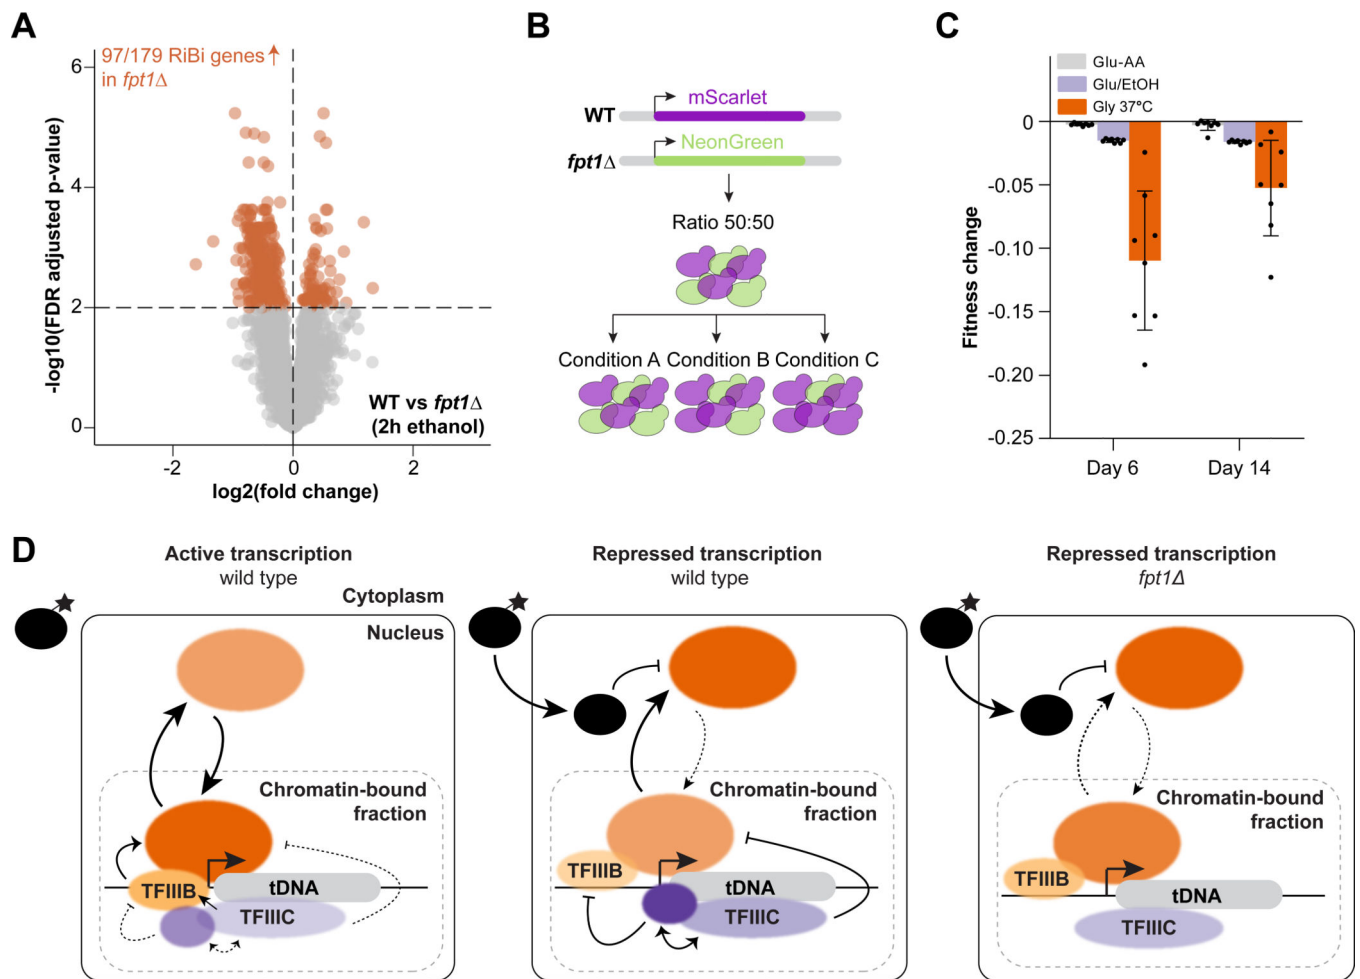 A
97/179 RiBi genes ↑
in fpt1Δ
6
4
2
0
-log10(FDR adjusted p-value)
WT vs fpt1Δ
(2h ethanol)
-2
0
2
log2(fold change)
B
mScarlet
WT
NeonGreen
fpt1Δ
Ratio 50:50
Condition A
Condition B
Condition C
C
Glu-AA
Glu/EtOH
Gly 37°C
0
-0.05
-0.10
-0.15
-0.20
-0.25
Fitness change
Day 6
Day 14
D
Active transcription
wild type
Cytoplasm
Nucleus
Chromatin-bound
fraction
TFIIIB
tDNA
TFIIIC
Repressed transcription
wild type
Chromatin-bound
fraction
TFIIIB
tDNA
TFIIIC
Repressed transcription
fpt1Δ
Chromatin-bound
fraction
TFIIIB
tDNA
TFIIIC